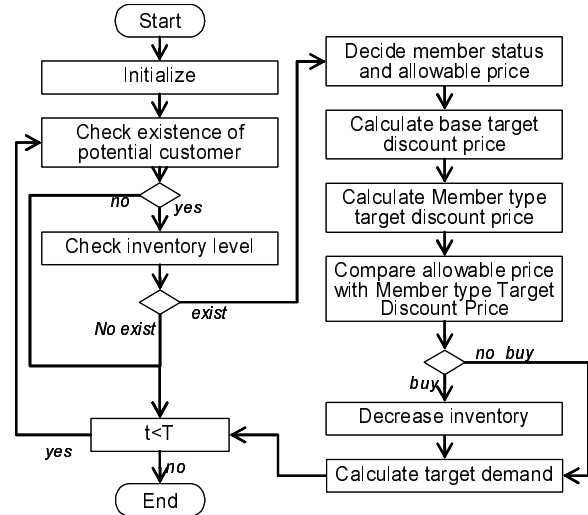 Start
Initialize
Check existence of
potential customer
no
yes
Check inventory level
No exist
exist
t<T
yes
no
End
Decide member status
and allowable price
Calculate base target
discount price
Calculate Member type
target discount price
Compare allowable price
with Member type Target
Discount Price
no buy
buy
Decrease inventory
Calculate target demand